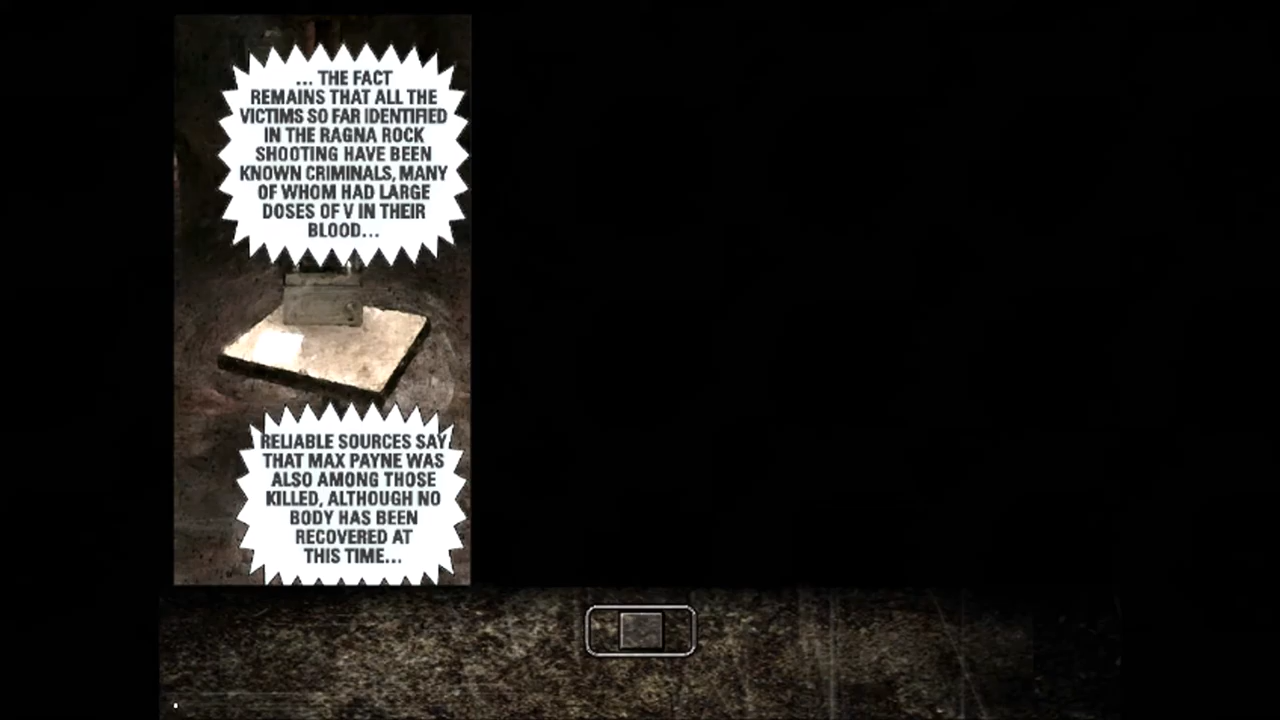 ... THE FACT
REMAINS THAT ALL THE
VICTIMS SO FAR IDENTIFIED
IN THE RAGNA ROCK
SHOOTING HAVE BEEN
KNOWN CRIMINALS, MANY
OF WHOM HAD LARGE
DOSES OF V IN THEIR
BLOOD...
RELIABLE SOURCES SAY
THAT MAX PAYNE WAS
ALSO AMONG THOSE
KILLED, ALTHOUGH NO
BODY HAS BEEN
RECOVERED AT
THIS TIME...